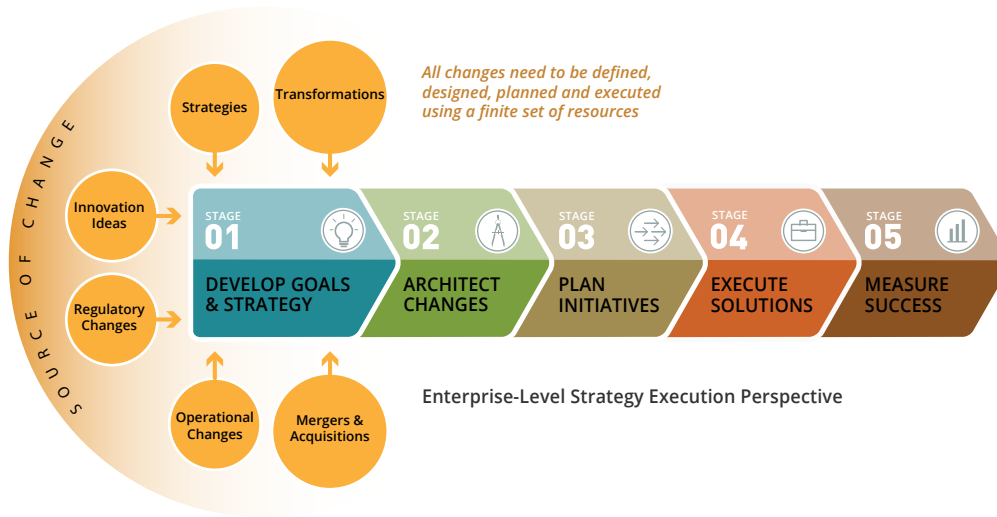 SOURCE OF CHANGE
Strategies
Transformations
All changes need to be defined,
designed, planned and executed
using a finite set of resources
Innovation
Ideas
Regulatory
Changes
STAGE
01
DEVELOP GOALS
& STRATEGY
STAGE
02
ARCHITECT
CHANGES
STAGE
03
PLAN
INITIATIVES
STAGE
04
EXECUTE
SOLUTIONS
STAGE
05
MEASURE
SUCCESS
Operational
Changes
Mergers &
Acquisitions
Enterprise-Level Strategy Execution Perspective